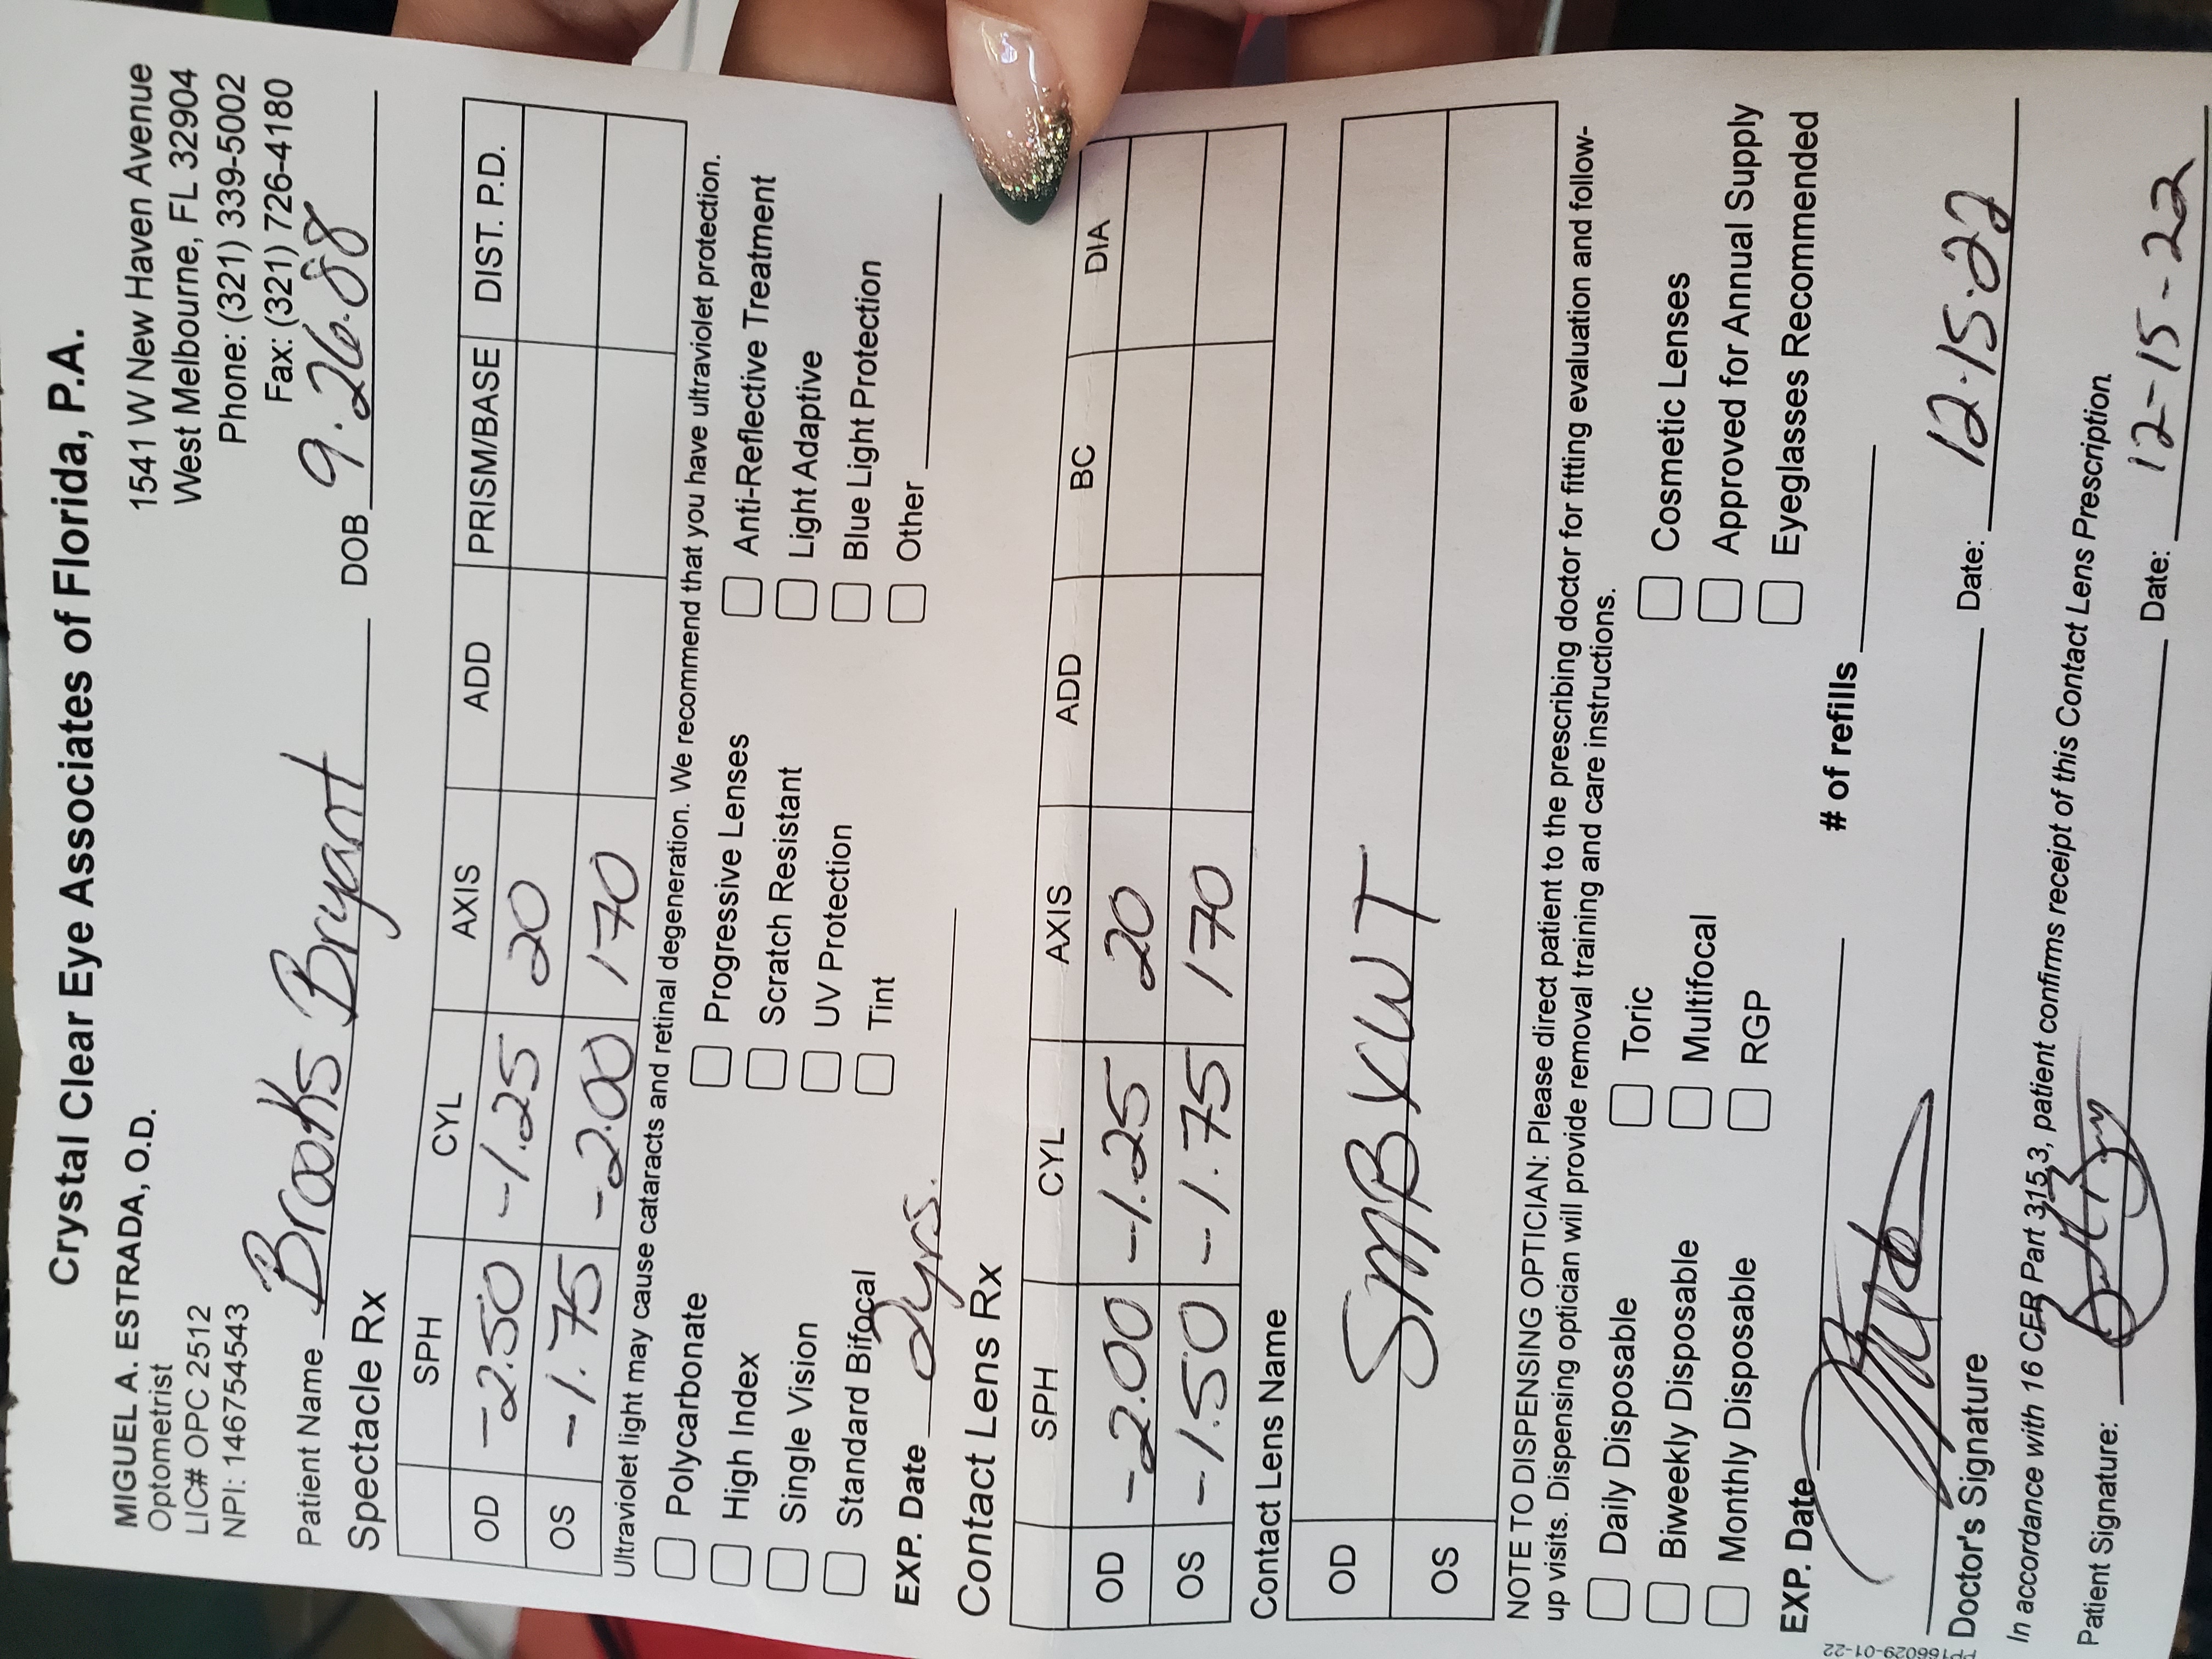 Crystal Clear Eye Associates of Florida, P.A.
MIGUEL A. ESTRADA, O.D.
Optometrist
LIC# OPC 2512
NPI: 146754543
1541 W New Haven Avenue
West Melbourne, FL 32904
Phone: (321) 339-5002
Fax: (321) 726-4180
Patient Name Brooks Bryant DOB 9.26.88
Spectacle Rx
SPH CYL AXIS ADD PRISM/BASE DIST. P.D.
OD -2.50 -1.25 20
OS -1.75 -2.00 170
Ultraviolet light may cause cataracts and retinal degeneration. We recommend that you have ultraviolet protection.
Polycarbonate Progressive Lenses Anti-Reflective Treatment
High Index Scratch Resistant Light Adaptive
Single Vision UV Protection Blue Light Protection
Standard Bifocal Tint Other
EXP. Date 2yrs.
Contact Lens Rx
SPH CYL AXIS ADD BC DIA
OD -2.00 -1.25 20
OS -1.50 -1.75 170
Contact Lens Name
OD SMBXWT
OS
NOTE TO DISPENSING OPTICIAN: Please direct patient to the prescribing doctor for fitting evaluation and follow-
up visits. Dispensing optician will provide removal training and care instructions.
Daily Disposable Toric Cosmetic Lenses
Biweekly Disposable Multifocal Approved for Annual Supply
Monthly Disposable RGP Eyeglasses Recommended
EXP. Date # of refills
Doctor's Signature Date: 12.15.22
In accordance with 16 CFR Part 315.3, patient confirms receipt of this Contact Lens Prescription.
Patient Signature: Date: 12-15-22
PP166029-01-22